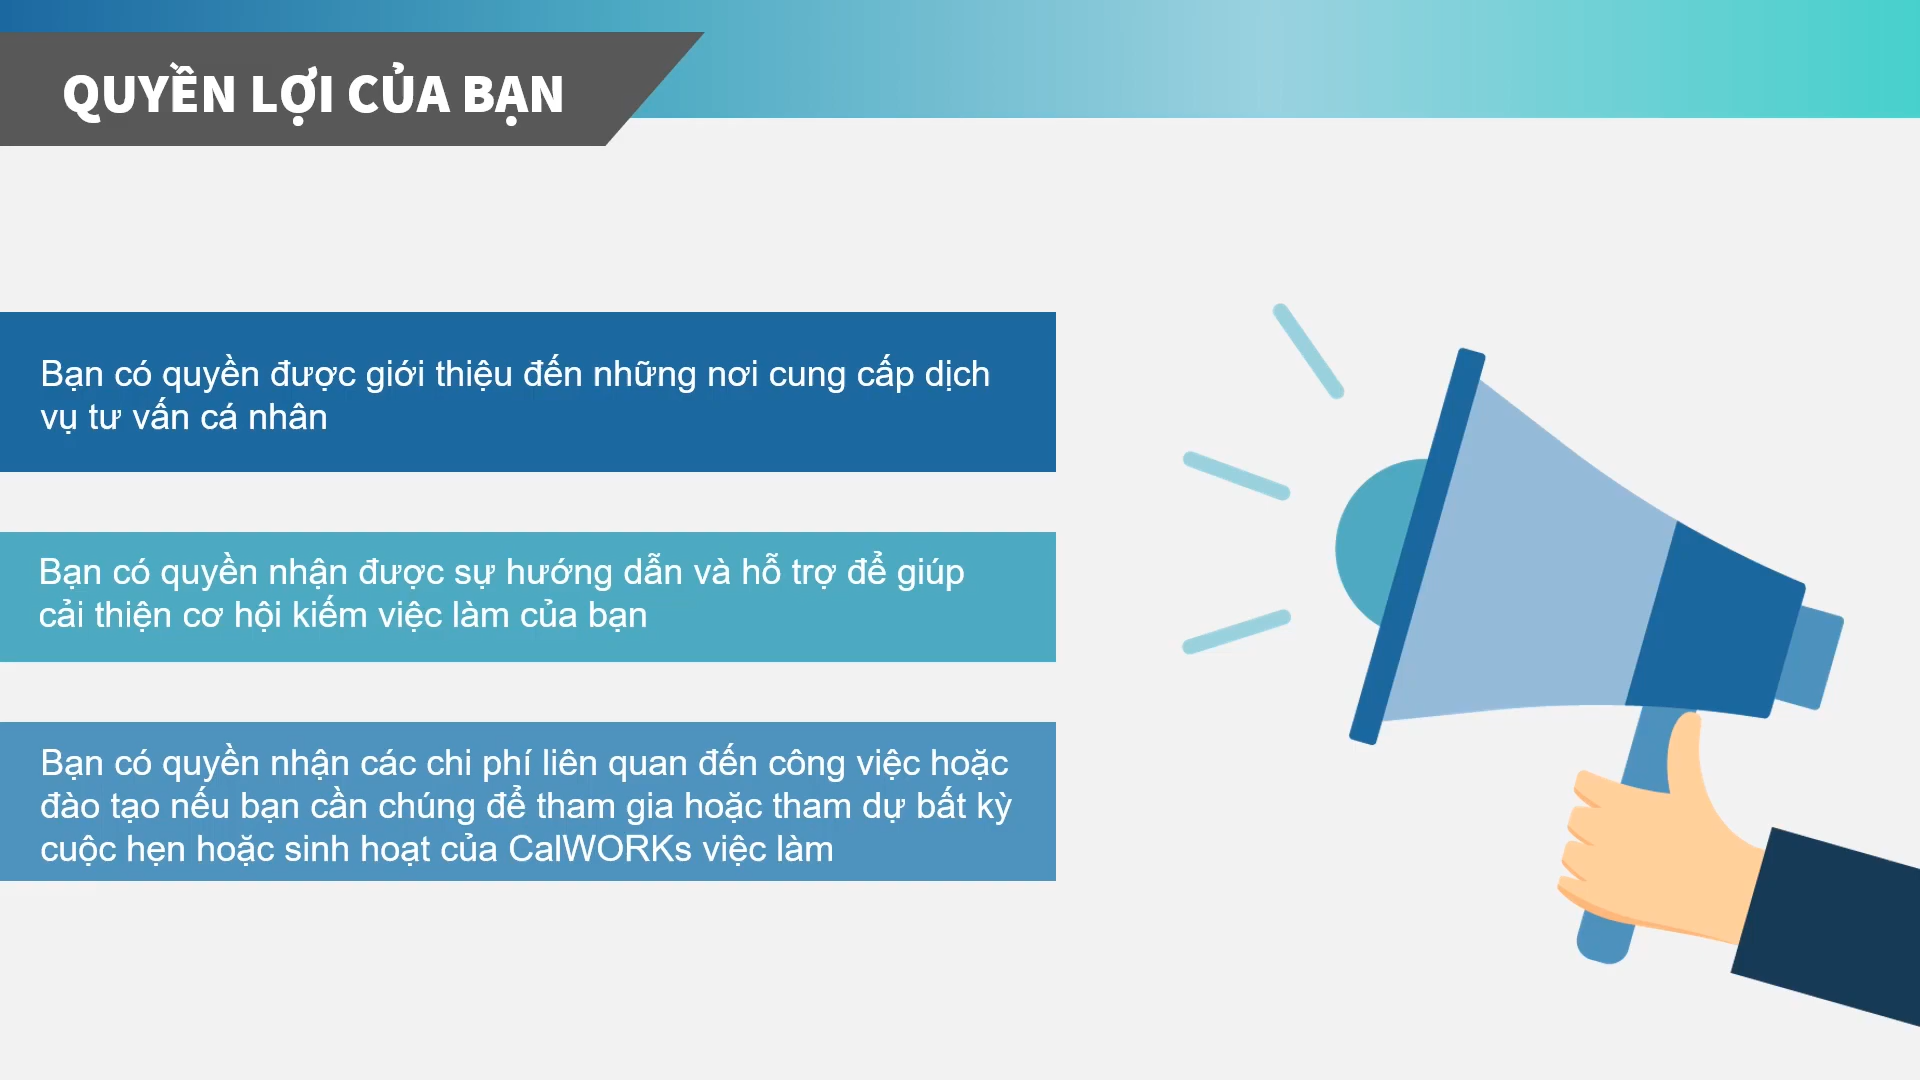 QUYỀN LỢI CỦA BẠN
Bạn có quyền được giới thiệu đến những nơi cung cấp dịch
vụ tư vấn cá nhân
Bạn có quyền nhận được sự hướng dẫn và hỗ trợ để giúp
cải thiện cơ hội kiếm việc làm của bạn
Bạn có quyền nhận các chi phí liên quan đến công việc hoặc
đào tạo nếu bạn cần chúng để tham gia hoặc tham dự bất kỳ
cuộc hẹn hoặc sinh hoạt của CalWORKs việc làm